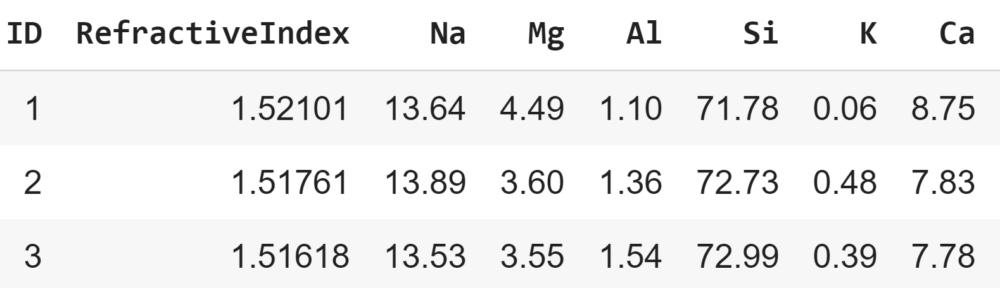 ID RefractiveIndex Na Mg Al Si K Ca
1 1.52101 13.64 4.49 1.10 71.78 0.06 8.75
2 1.51761 13.89 3.60 1.36 72.73 0.48 7.83
3 1.51618 13.53 3.55 1.54 72.99 0.39 7.78